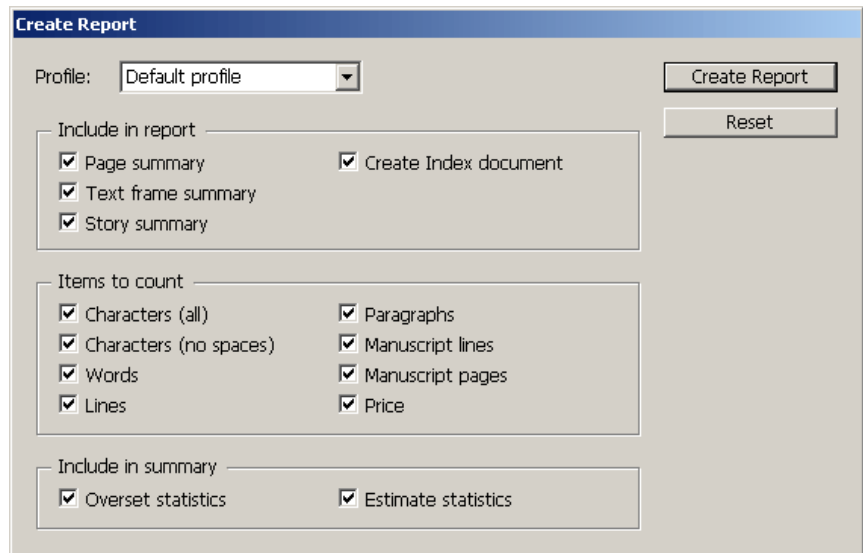 Create Report
Profile: Default profile Create Report
Reset
Include in report
Page summary Create Index document
Text frame summary
Story summary
Items to count
Characters (all) Paragraphs
Characters (no spaces) Manuscript lines
Words Manuscript pages
Lines Price
Include in summary
Overset statistics Estimate statistics